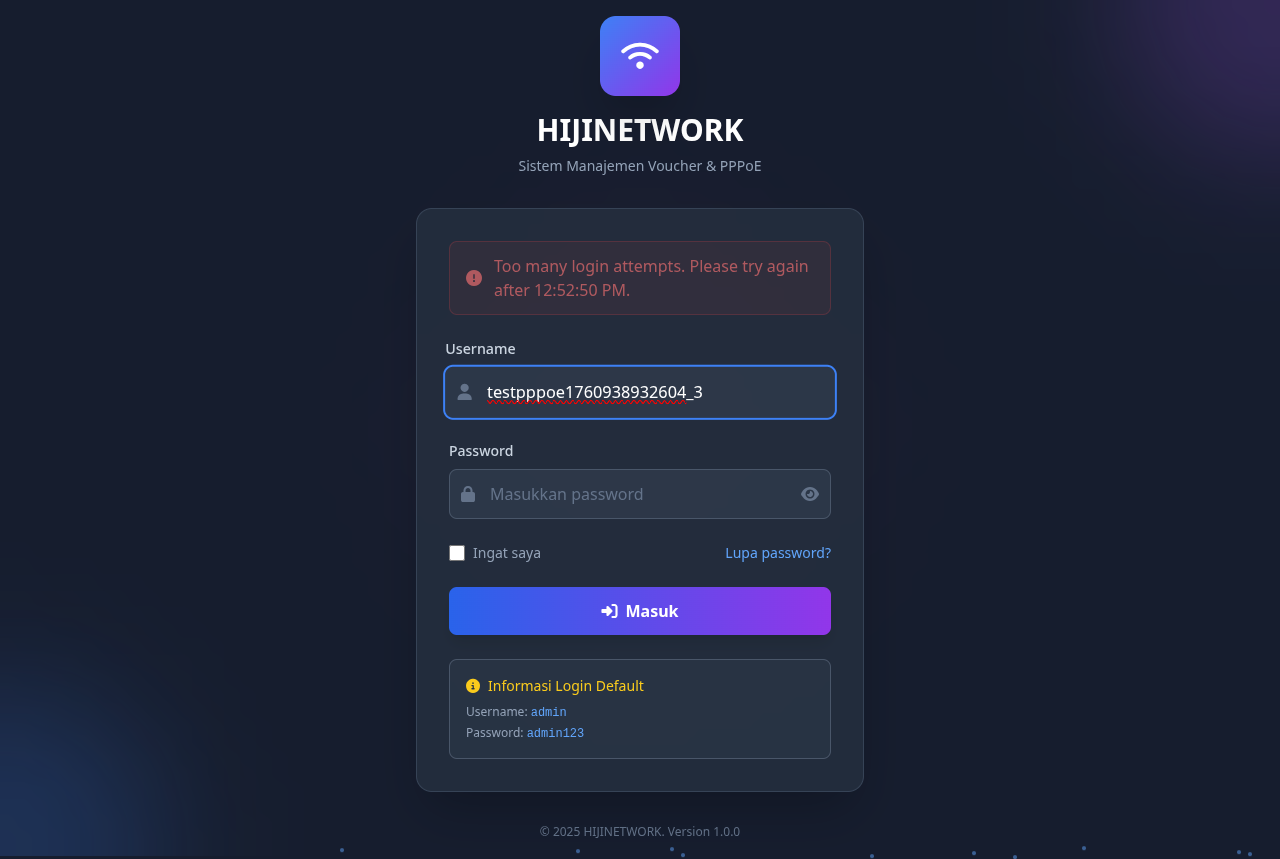 HIJINETWORK
Sistem Manajemen Voucher & PPPoE
Too many login attempts. Please try again
after 12:52:50 PM.
Username
testpppoe1760938932604_3
Password
Masukkan password
Ingat saya
Lupa password?
Masuk
Informasi Login Default
Username: admin
Password: admin123
© 2025 HIJINETWORK. Version 1.0.0